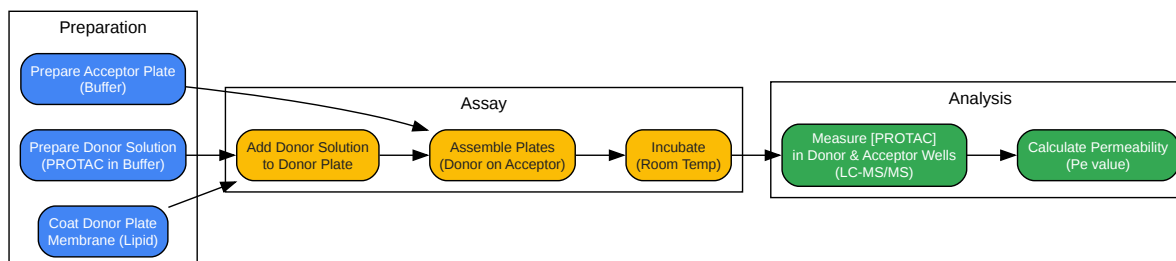 Preparation
Prepare Acceptor Plate
(Buffer)
Prepare Donor Solution
(PROTAC in Buffer)
Coat Donor Plate
Membrane (Lipid)
Assay
Add Donor Solution
to Donor Plate
Assemble Plates
(Donor on Acceptor)
Incubate
(Room Temp)
Analysis
Measure [PROTAC]
in Donor & Acceptor Wells
(LC-MS/MS)
Calculate Permeability
(Pe value)